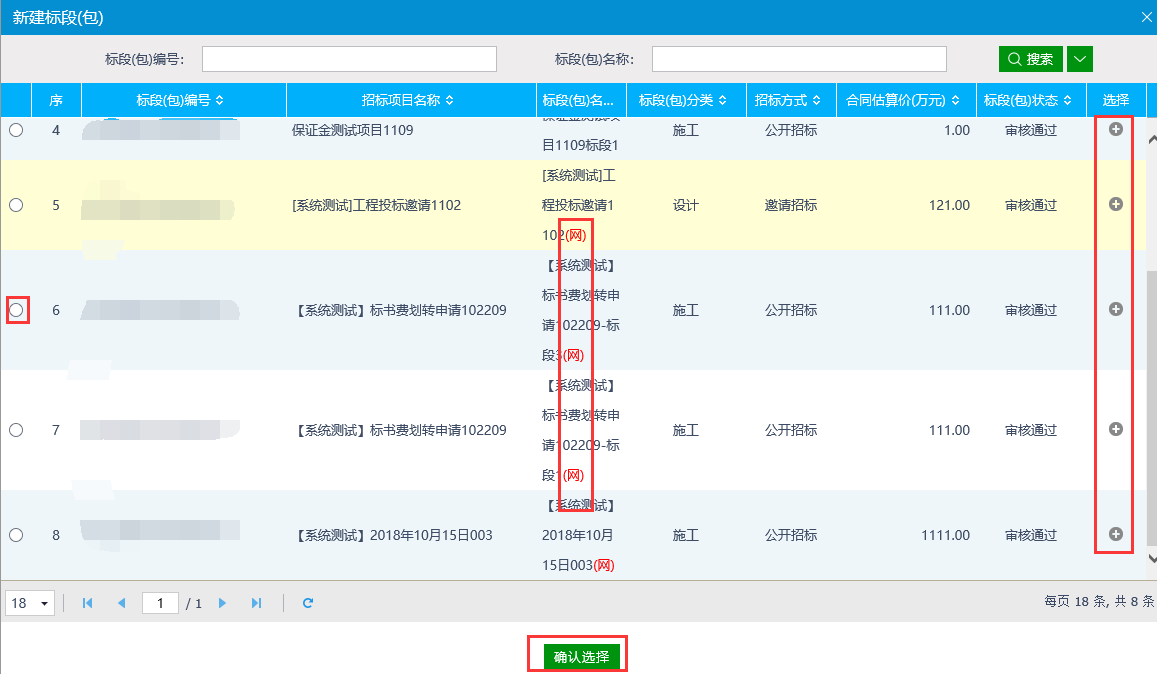 新建标段(包)
标段(包)编号:
标段(包)名称:
搜索
序 标段(包)编号 招标项目名称 标段(包)名... 标段(包)分类 招标方式 合同估算价(万元) 标段(包)状态 选择
4 保证金测试项目1109 保证金测试项 施工 公开招标 1.00 审核通过
目1109标段1
[系统测试]工
5 [系统测试]工程投标邀请1102 程投标邀请1 设计 邀请招标 121.00 审核通过
102(网)
【系统测试】
标书费划转申
6 【系统测试】标书费划转申请102209 请102209-标 施工 公开招标 111.00 审核通过
段3(网)
【系统测试】
标书费划转申
7 【系统测试】标书费划转申请102209 请102209-标 施工 公开招标 111.00 审核通过
段1(网)
【系统测试】
8 【系统测试】2018年10月15日003 2018年10月 施工 公开招标 1111.00 审核通过
15日003(网)
18 1 / 1 每页 18 条, 共 8 条
确认选择